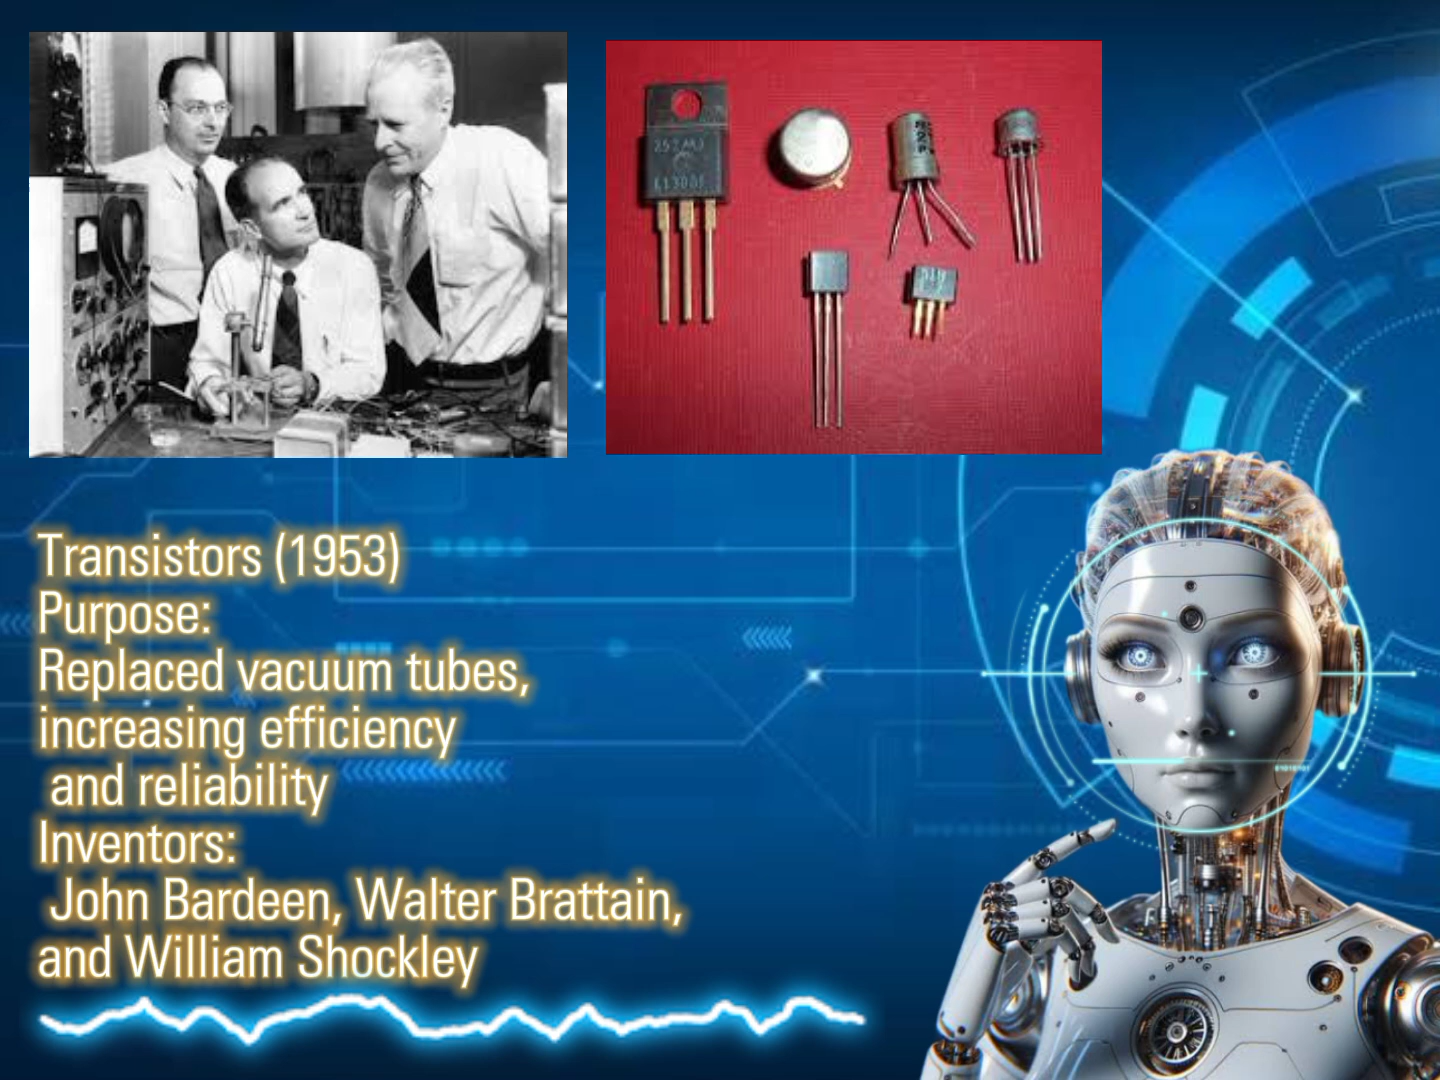 Transistors (1953)
Purpose:
Replaced vacuum tubes,
increasing efficiency
and reliability
Inventors:
John Bardeen, Walter Brattain,
and William Shockley